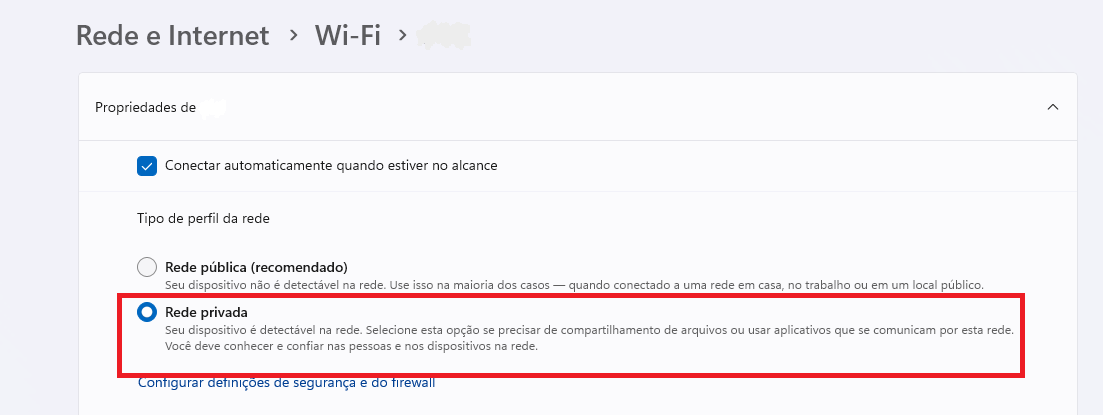 Rede e Internet > Wi-Fi >
Propriedades de
Conectar automaticamente quando estiver no alcance
Tipo de perfil da rede
Rede pública (recomendado)
Seu dispositivo não é detectável na rede. Use isso na maioria dos casos — quando conectado a uma rede em casa, no trabalho ou em um local público.
Rede privada
Seu dispositivo é detectável na rede. Selecione esta opção se precisar de compartilhamento de arquivos ou usar aplicativos que se comunicam por esta rede.
Você deve conhecer e confiar nas pessoas e nos dispositivos na rede.
Configurar definições de segurança e do firewall